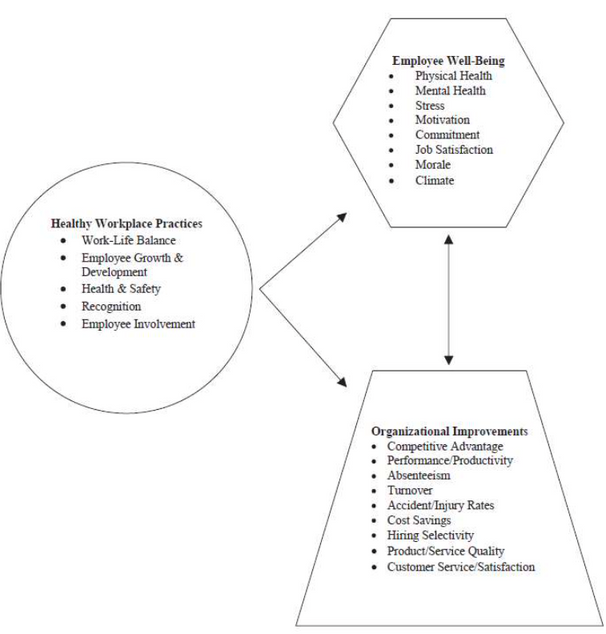 Employee Well-Being
• Physical Health
• Mental Health
• Stress
• Motivation
• Commitment
• Job Satisfaction
• Morale
• Climate
Healthy Workplace Practices
• Work-Life Balance
• Employee Growth &
Development
• Health & Safety
• Recognition
• Employee Involvement
Organizational Improvements
• Competitive Advantage
• Performance/Productivity
• Absenteeism
• Turnover
• Accident/Injury Rates
• Cost Savings
• Hiring Selectivity
• Product/Service Quality
• Customer Service/Satisfaction